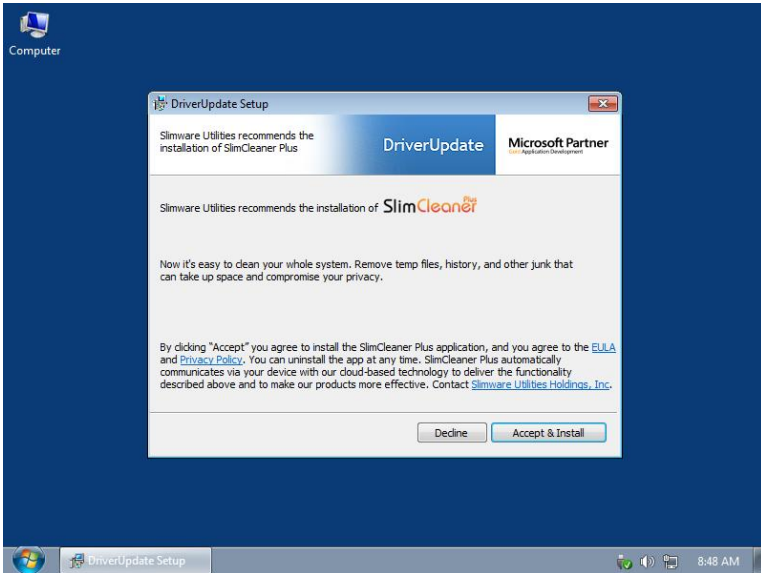 Computer
DriverUpdate Setup
Slimware Utilities recommends the
installation of SlimCleaner Plus
DriverUpdate
Microsoft Partner
Gold Application Development
Slimware Utilities recommends the installation of SlimCleaner Plus
Now it's easy to clean your whole system. Remove temp files, history, and other junk that
can take up space and compromise your privacy.
By clicking "Accept" you agree to install the SlimCleaner Plus application, and you agree to the EULA
and Privacy Policy. You can uninstall the app at any time. SlimCleaner Plus automatically
communicates via your device with our cloud-based technology to deliver the functionality
described above and to make our products more effective. Contact Slimware Utilities Holdings, Inc.
Decline
Accept & Install
DriverUpdate Setup
8:48 AM